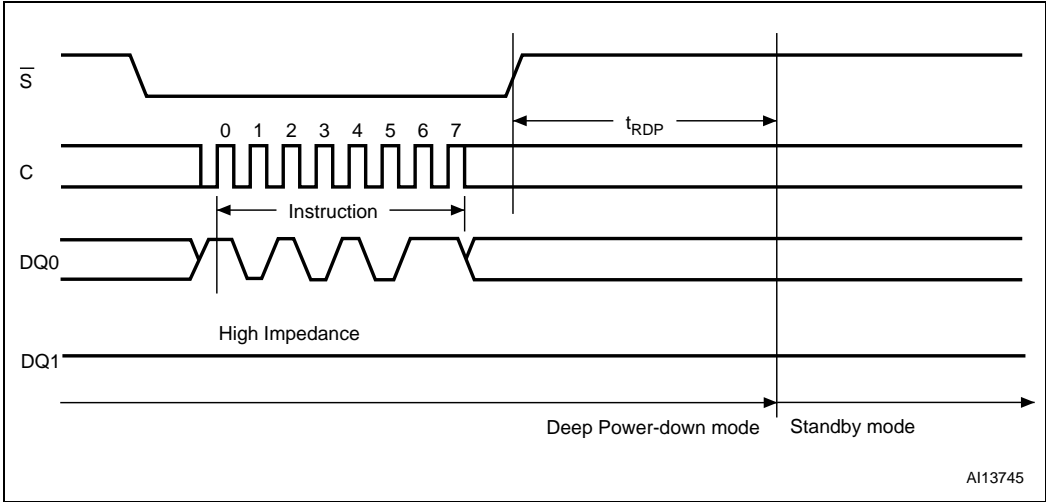 S̅
t_RDP
0 1 2 3 4 5 6 7
C
Instruction
DQ0
High Impedance
DQ1
Deep Power-down mode Standby mode
AI13745